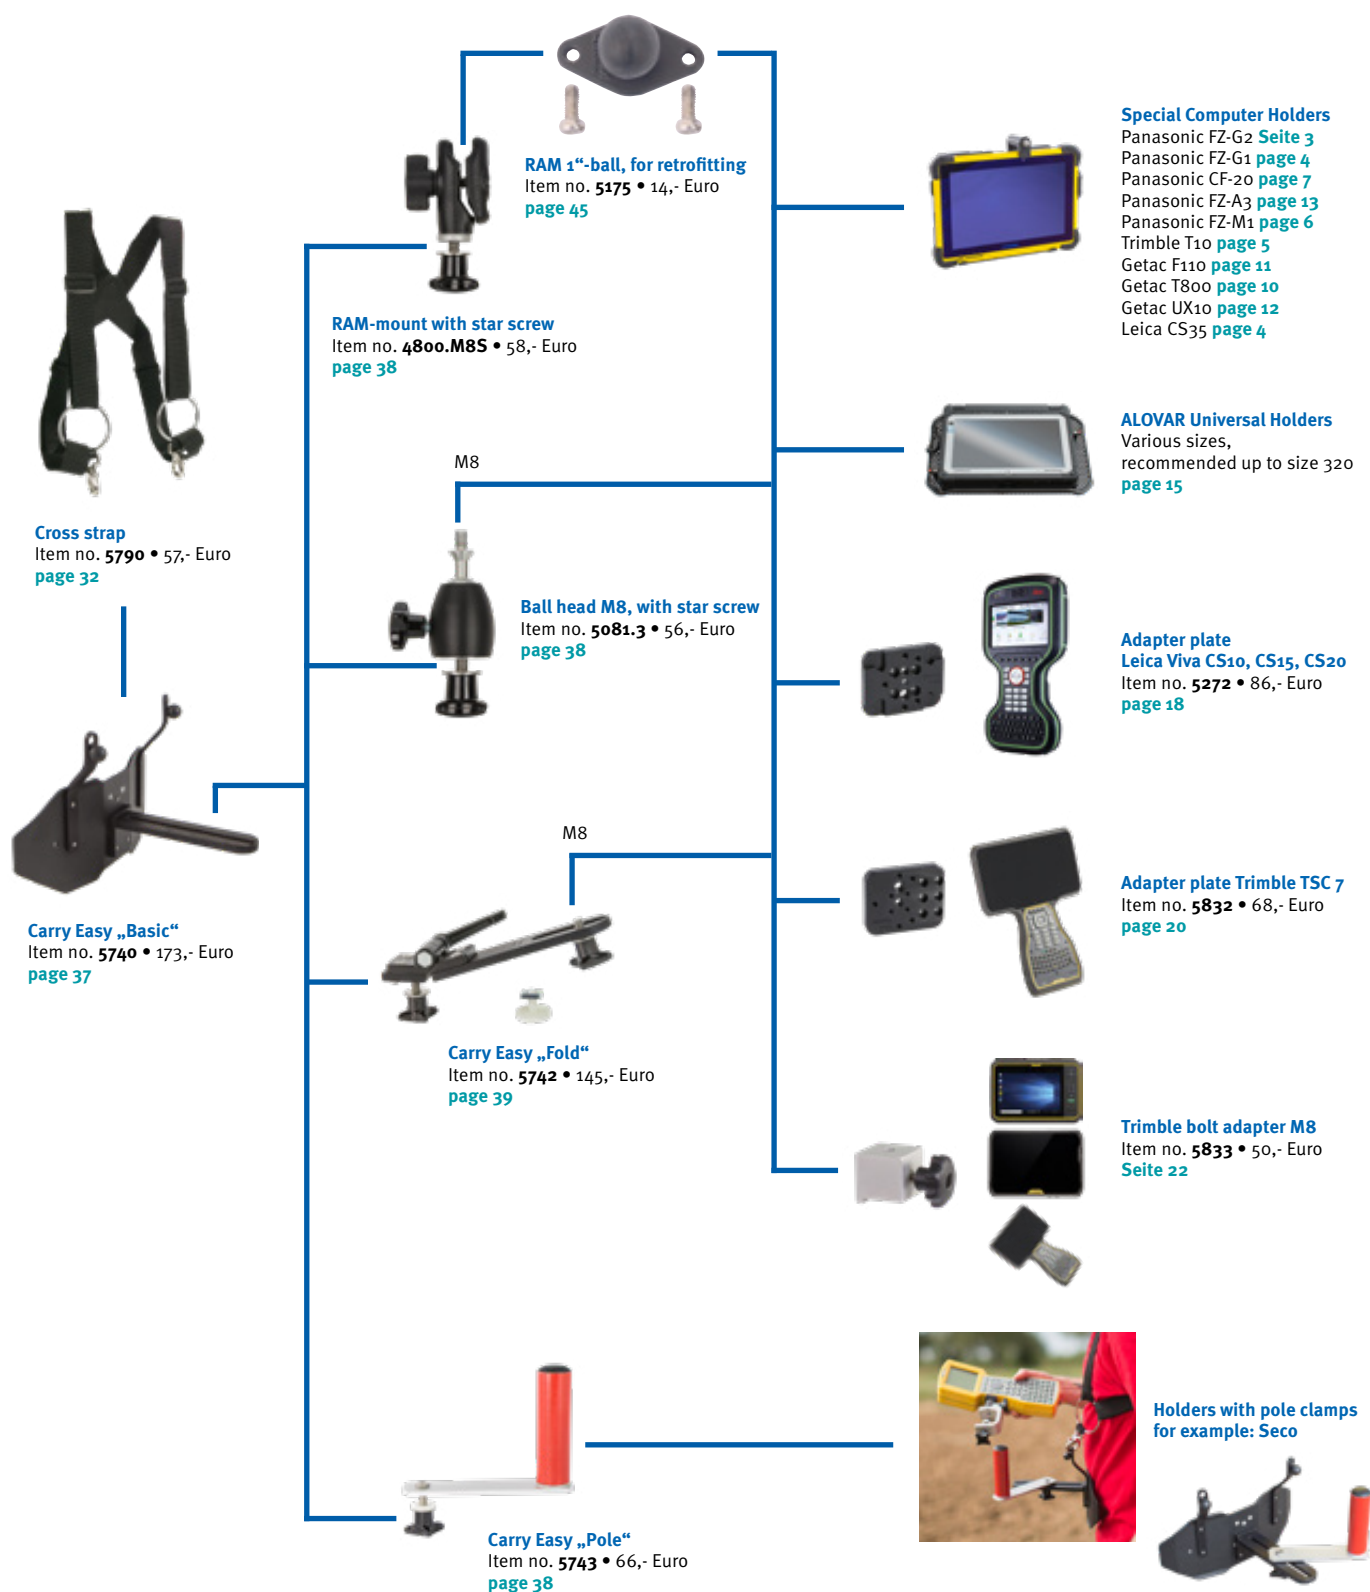 RAM 1“-ball, for retrofitting
Item no. 5175 • 14,- Euro
page 45
Special Computer Holders
Panasonic FZ-G2 Seite 3
Panasonic FZ-G1 page 4
Panasonic CF-20 page 7
Panasonic FZ-A3 page 13
Panasonic FZ-M1 page 6
Trimble T10 page 5
Getac F110 page 11
Getac T800 page 10
Getac UX10 page 12
Leica CS35 page 4
RAM-mount with star screw
Item no. 4800.M8S • 58,- Euro
page 38
ALOVAR Universal Holders
Various sizes,
recommended up to size 320
page 15
M8
Cross strap
Item no. 5790 • 57,- Euro
page 32
Ball head M8, with star screw
Item no. 5081.3 • 56,- Euro
page 38
Adapter plate
Leica Viva CS10, CS15, CS20
Item no. 5272 • 86,- Euro
page 18
M8
Adapter plate Trimble TSC 7
Item no. 5832 • 68,- Euro
page 20
Carry Easy „Basic“
Item no. 5740 • 173,- Euro
page 37
Carry Easy „Fold“
Item no. 5742 • 145,- Euro
page 39
Trimble bolt adapter M8
Item no. 5833 • 50,- Euro
Seite 22
Holders with pole clamps
for example: Seco
Carry Easy „Pole“
Item no. 5743 • 66,- Euro
page 38